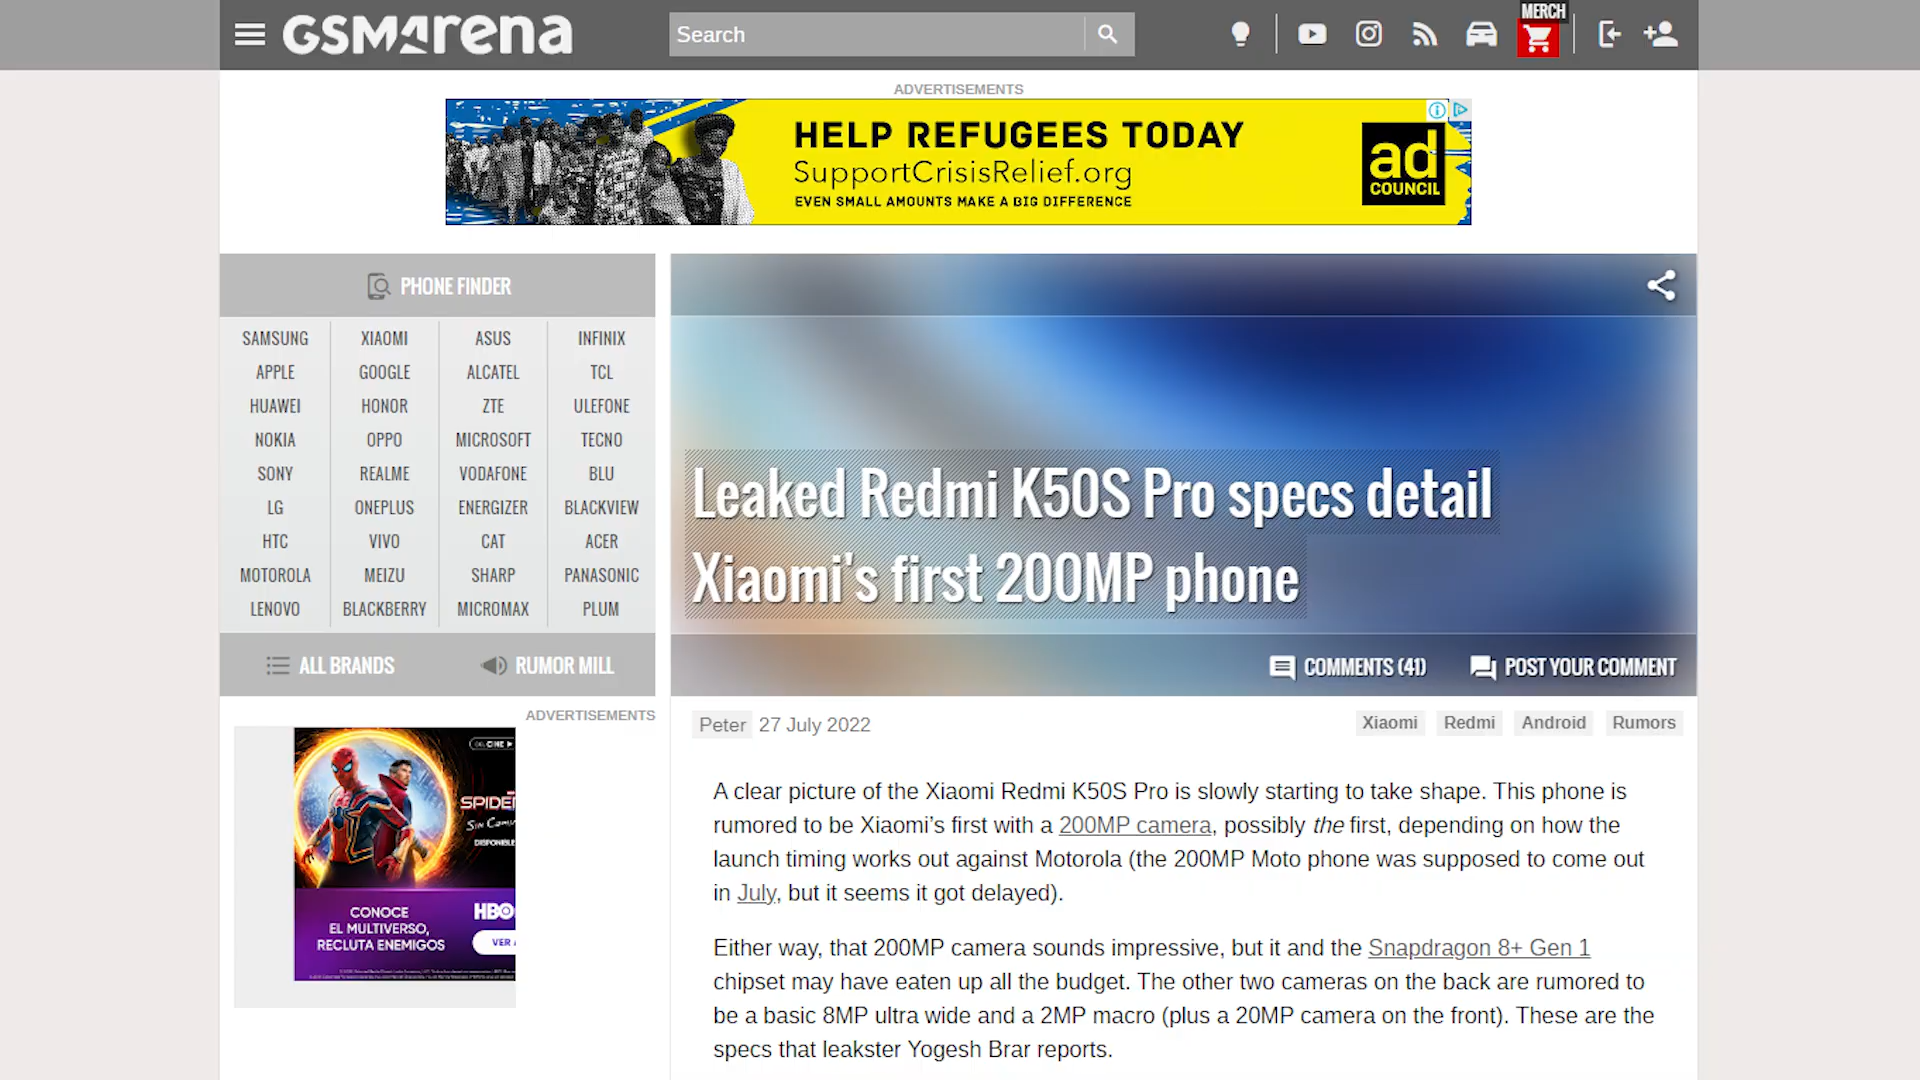 GSMArena
Search
MERCH
ADVERTISEMENTS
HELP REFUGEES TODAY
SupportCrisisRelief.org
EVEN SMALL AMOUNTS MAKE A BIG DIFFERENCE
ad
COUNCIL
PHONE FINDER
SAMSUNG XIAOMI ASUS INFINIX
APPLE GOOGLE ALCATEL TCL
HUAWEI HONOR ZTE ULEFONE
NOKIA OPPO MICROSOFT TECNO
SONY REALME VODAFONE BLU
LG ONEPLUS ENERGIZER BLACKVIEW
HTC VIVO CAT ACER
MOTOROLA MEIZU SHARP PANASONIC
LENOVO BLACKBERRY MICROMAX PLUM
ALL BRANDS RUMOR MILL
Leaked Redmi K50S Pro specs detail
Xiaomi's first 200MP phone
COMMENTS (41) POST YOUR COMMENT
ADVERTISEMENTS
SPIDE
DISPONIBLE
CONOCE
EL MULTIVERSO,
RECLUTA ENEMIGOS
HBO
VER
Peter 27 July 2022
Xiaomi Redmi Android Rumors
A clear picture of the Xiaomi Redmi K50S Pro is slowly starting to take shape. This phone is
rumored to be Xiaomi’s first with a 200MP camera, possibly the first, depending on how the
launch timing works out against Motorola (the 200MP Moto phone was supposed to come out
in July, but it seems it got delayed).
Either way, that 200MP camera sounds impressive, but it and the Snapdragon 8+ Gen 1
chipset may have eaten up all the budget. The other two cameras on the back are rumored to
be a basic 8MP ultra wide and a 2MP macro (plus a 20MP camera on the front). These are the
specs that leakster Yogesh Brar reports.